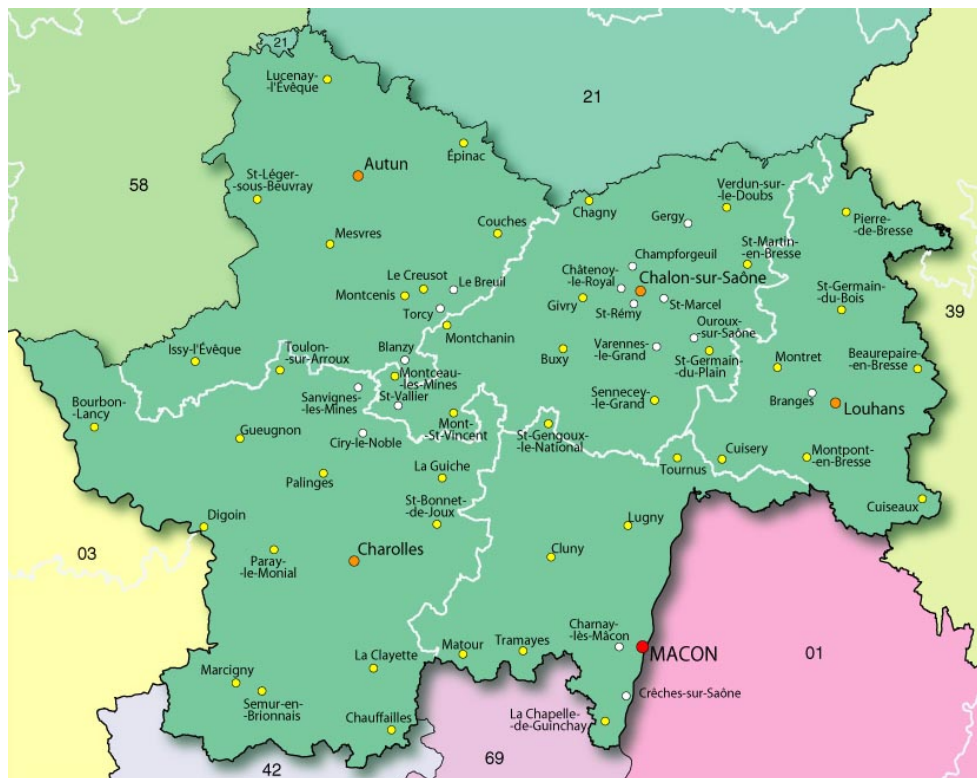 21
Lucenay-
-l'Évêque
21
Épinac
Autun
58
St-Léger-
-sous-Beuvray
Verdun-sur-
-le-Doubs
Chagny
Gergy
Pierre-
-de-Bresse
Couches
Mesvres
St-Martin-
-en-Bresse
Champforgeuil
Châtenoy-
-le-Royal
Chalon-sur-Saône
Le Creusot
Le Breuil
Montcenis
St-Germain-
-du-Bois
Givry
St-Rémy
St-Marcel
39
Torcy
Montchanin
Ouroux-
-sur-Saône
Varennes-
-le-Grand
Blanzy
Toulon-
-sur-Arroux
Issy-l'Évêque
Buxy
St-Germain-
-du-Plain
Montret
Beaurepaire-
-en-Bresse
Montceau-
-les-Mines
Sanvignes-
-les-Mines
St-Vallier
Bourbon-
-Lancy
Sennecey-
-le-Grand
Branges
Louhans
Mont-
-St-Vincent
St-Gengoux-
-le-National
Gueugnon
Ciry-le-Noble
Tournus
Cuisery
Montpont-
-en-Bresse
La Guiche
Palinges
St-Bonnet-
-de-Joux
Cuiseaux
Digoin
Lugny
03
Paray-
-le-Monial
Charolles
Cluny
Charnay-
-lès-Mâcon
Matour
Tramayes
MACON
01
La Clayette
Marcigny
Semur-en-
-Brionnais
Crêches-sur-Saône
Chauffailles
La Chapelle-
-de-Guinchay
42
69